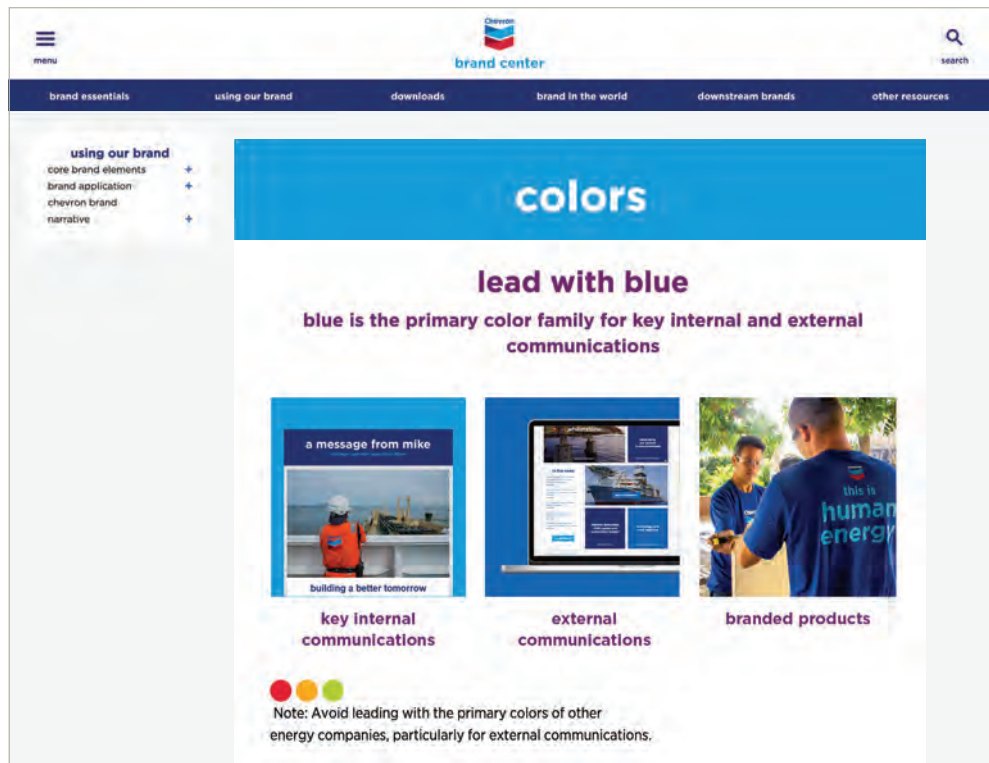 Chevron
menu
brand center
search
brand essentials
using our brand
downloads
brand in the world
downstream brands
other resources
using our brand
core brand elements +
brand application +
chevron brand
narrative +
colors
lead with blue
blue is the primary color family for key internal and external
communications
a message from mike
building a better tomorrow
this is
human
energy
key internal
communications
external
communications
branded products
Note: Avoid leading with the primary colors of other
energy companies, particularly for external communications.